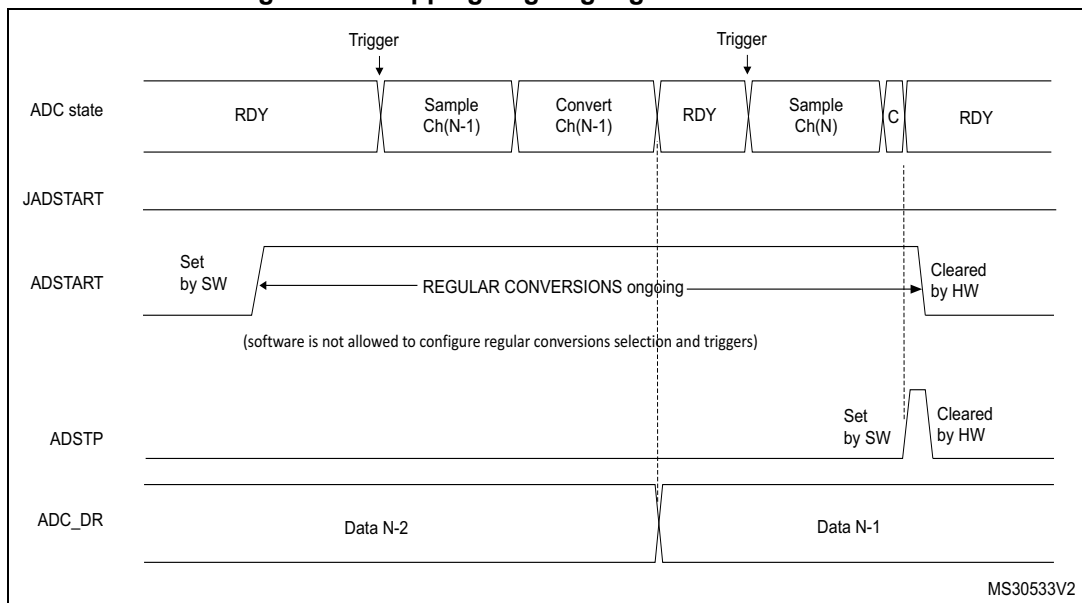 Trigger Trigger
ADC state RDY Sample Ch(N-1) Convert Ch(N-1) RDY Sample Ch(N) C RDY
JADSTART
ADSTART Set by SW REGULAR CONVERSIONS ongoing Cleared by HW
(software is not allowed to configure regular conversions selection and triggers)
ADSTP Set by SW Cleared by HW
ADC_DR Data N-2 Data N-1
MS30533V2